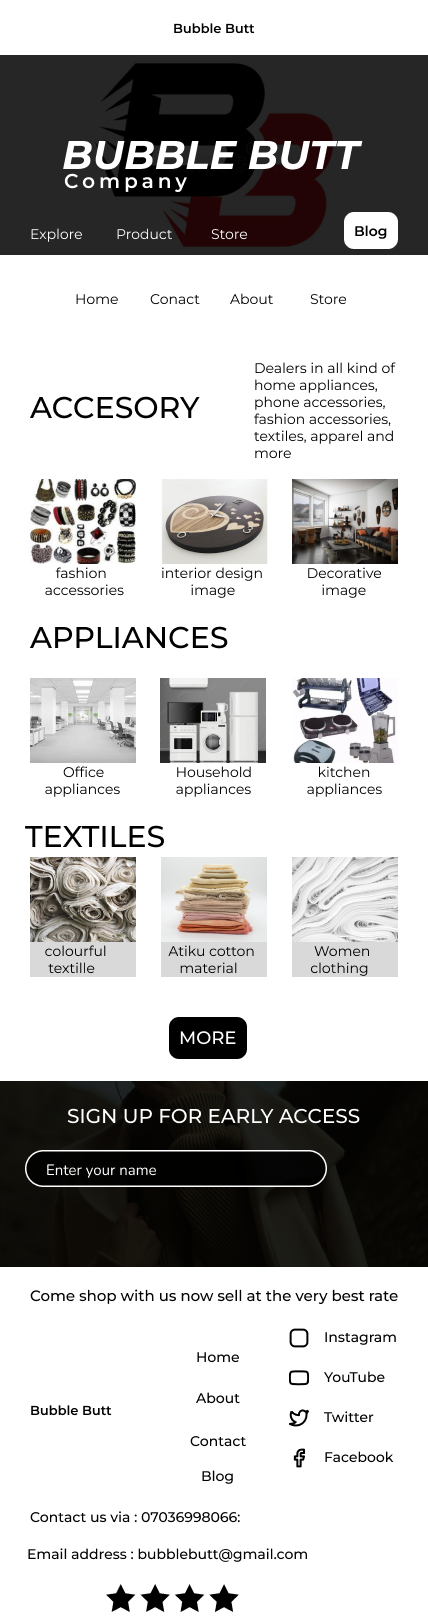 Bubble Butt
BUBBLE BUTT
Company
Explore Product Store Blog
Home Conact About Store
ACCESORY
Dealers in all kind of
home appliances,
phone accessories,
fashion accessories,
textiles, apparel and
more
fashion
accessories
interior design
image
Decorative
image
APPLIANCES
Office
appliances
Household
appliances
kitchen
appliances
TEXTILES
colourful
textille
Atiku cotton
material
Women
clothing
MORE
SIGN UP FOR EARLY ACCESS
Enter your name
Come shop with us now sell at the very best rate
Bubble Butt
Home
About
Contact
Blog
Instagram
YouTube
Twitter
Facebook
Contact us via : 07036998066:
Email address : bubblebutt@gmail.com